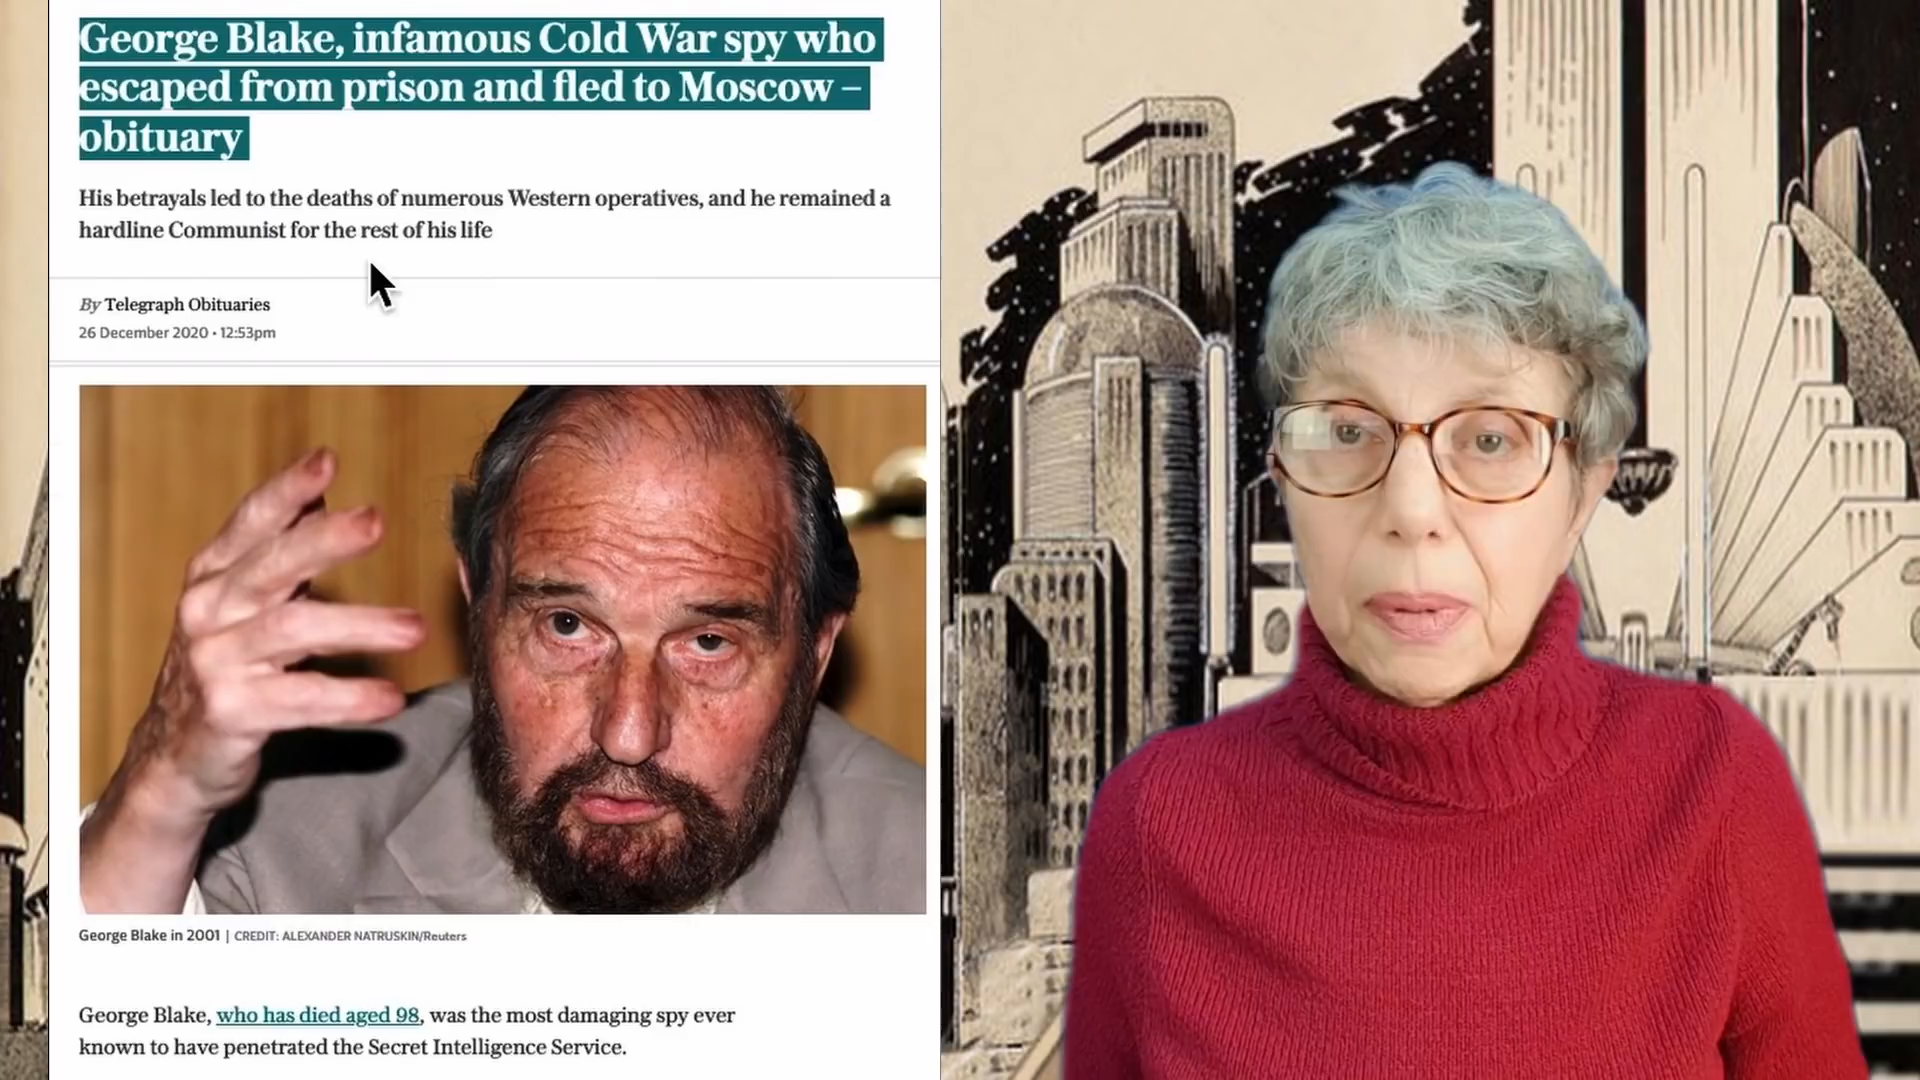 George Blake, infamous Cold War spy who
escaped from prison and fled to Moscow –
obituary
His betrayals led to the deaths of numerous Western operatives, and he remained a
hardline Communist for the rest of his life
By Telegraph Obituaries
26 December 2020 • 12:53pm
George Blake in 2001 | CREDIT: ALEXANDER NATRUSKIN/Reuters
George Blake, who has died aged 98, was the most damaging spy ever
known to have penetrated the Secret Intelligence Service.